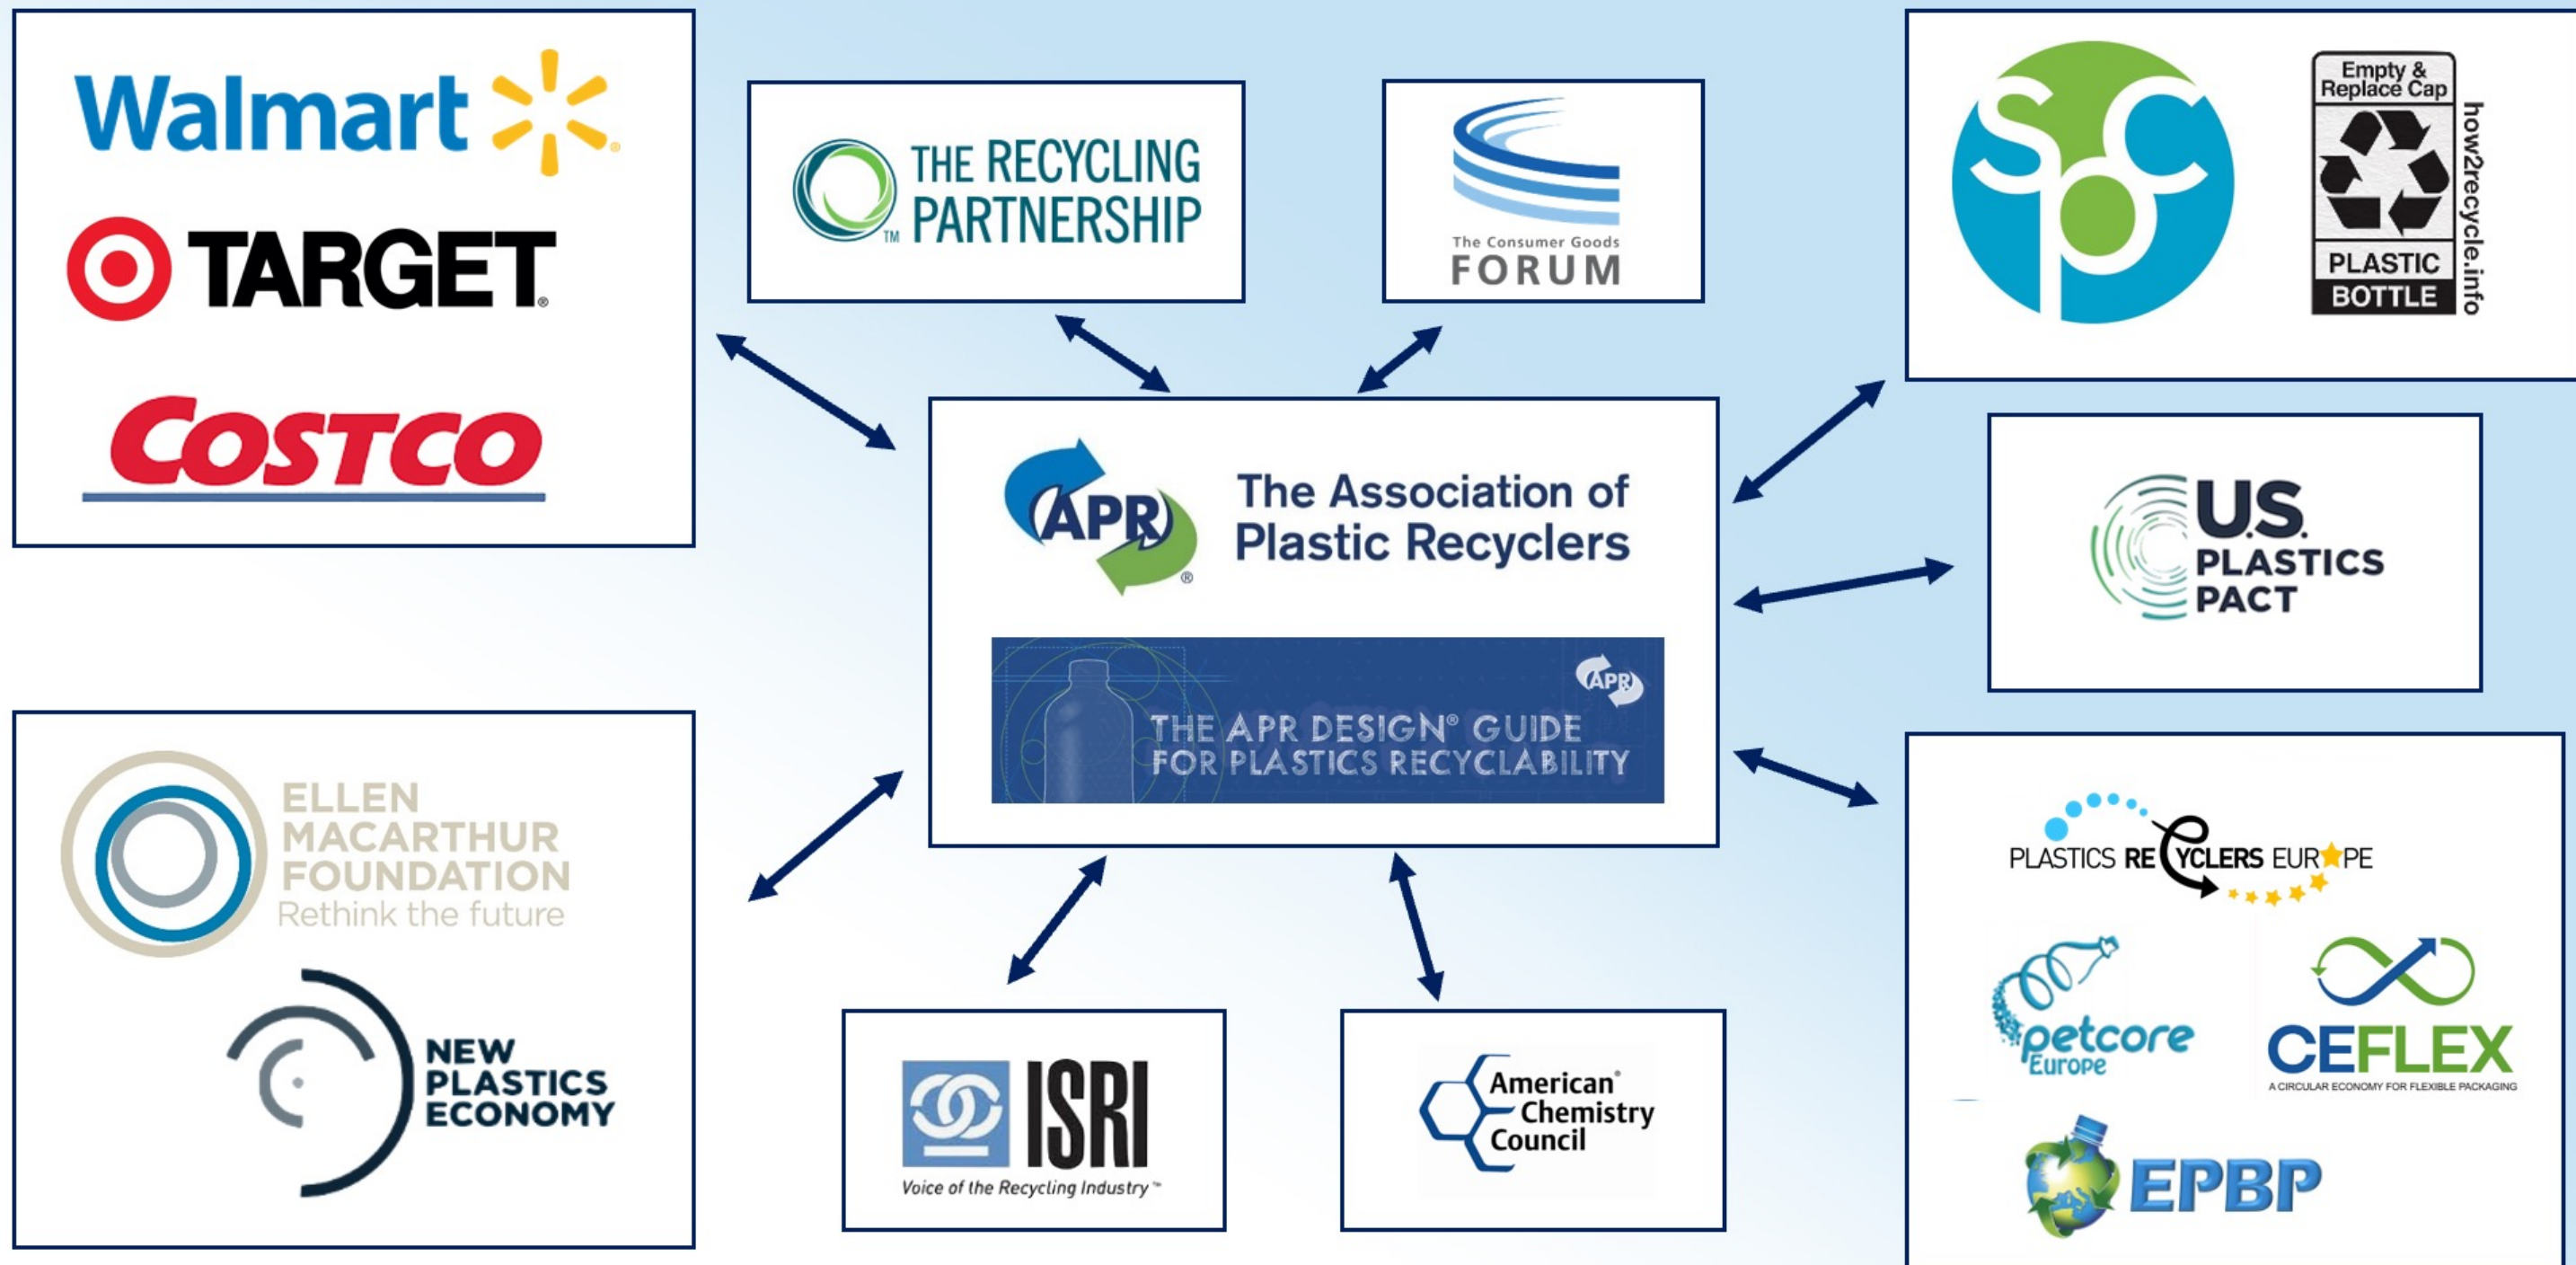 Walmart
TARGET
COSTCO
THE RECYCLING
PARTNERSHIP
TM
The Consumer Goods
FORUM
SPC
Empty &
Replace Cap
PLASTIC
BOTTLE
how2recycle.info
APR
The Association of
Plastic Recyclers
APR
THE APR DESIGN® GUIDE
FOR PLASTICS RECYCLABILITY
U.S.
PLASTICS
PACT
ELLEN
MACARTHUR
FOUNDATION
Rethink the future
NEW
PLASTICS
ECONOMY
ISRI
Voice of the Recycling Industry™
American®
Chemistry
Council
PLASTICS RECYCLERS EUROPE
petcore
Europe
CEFLEX
A CIRCULAR ECONOMY FOR FLEXIBLE PACKAGING
EPBP